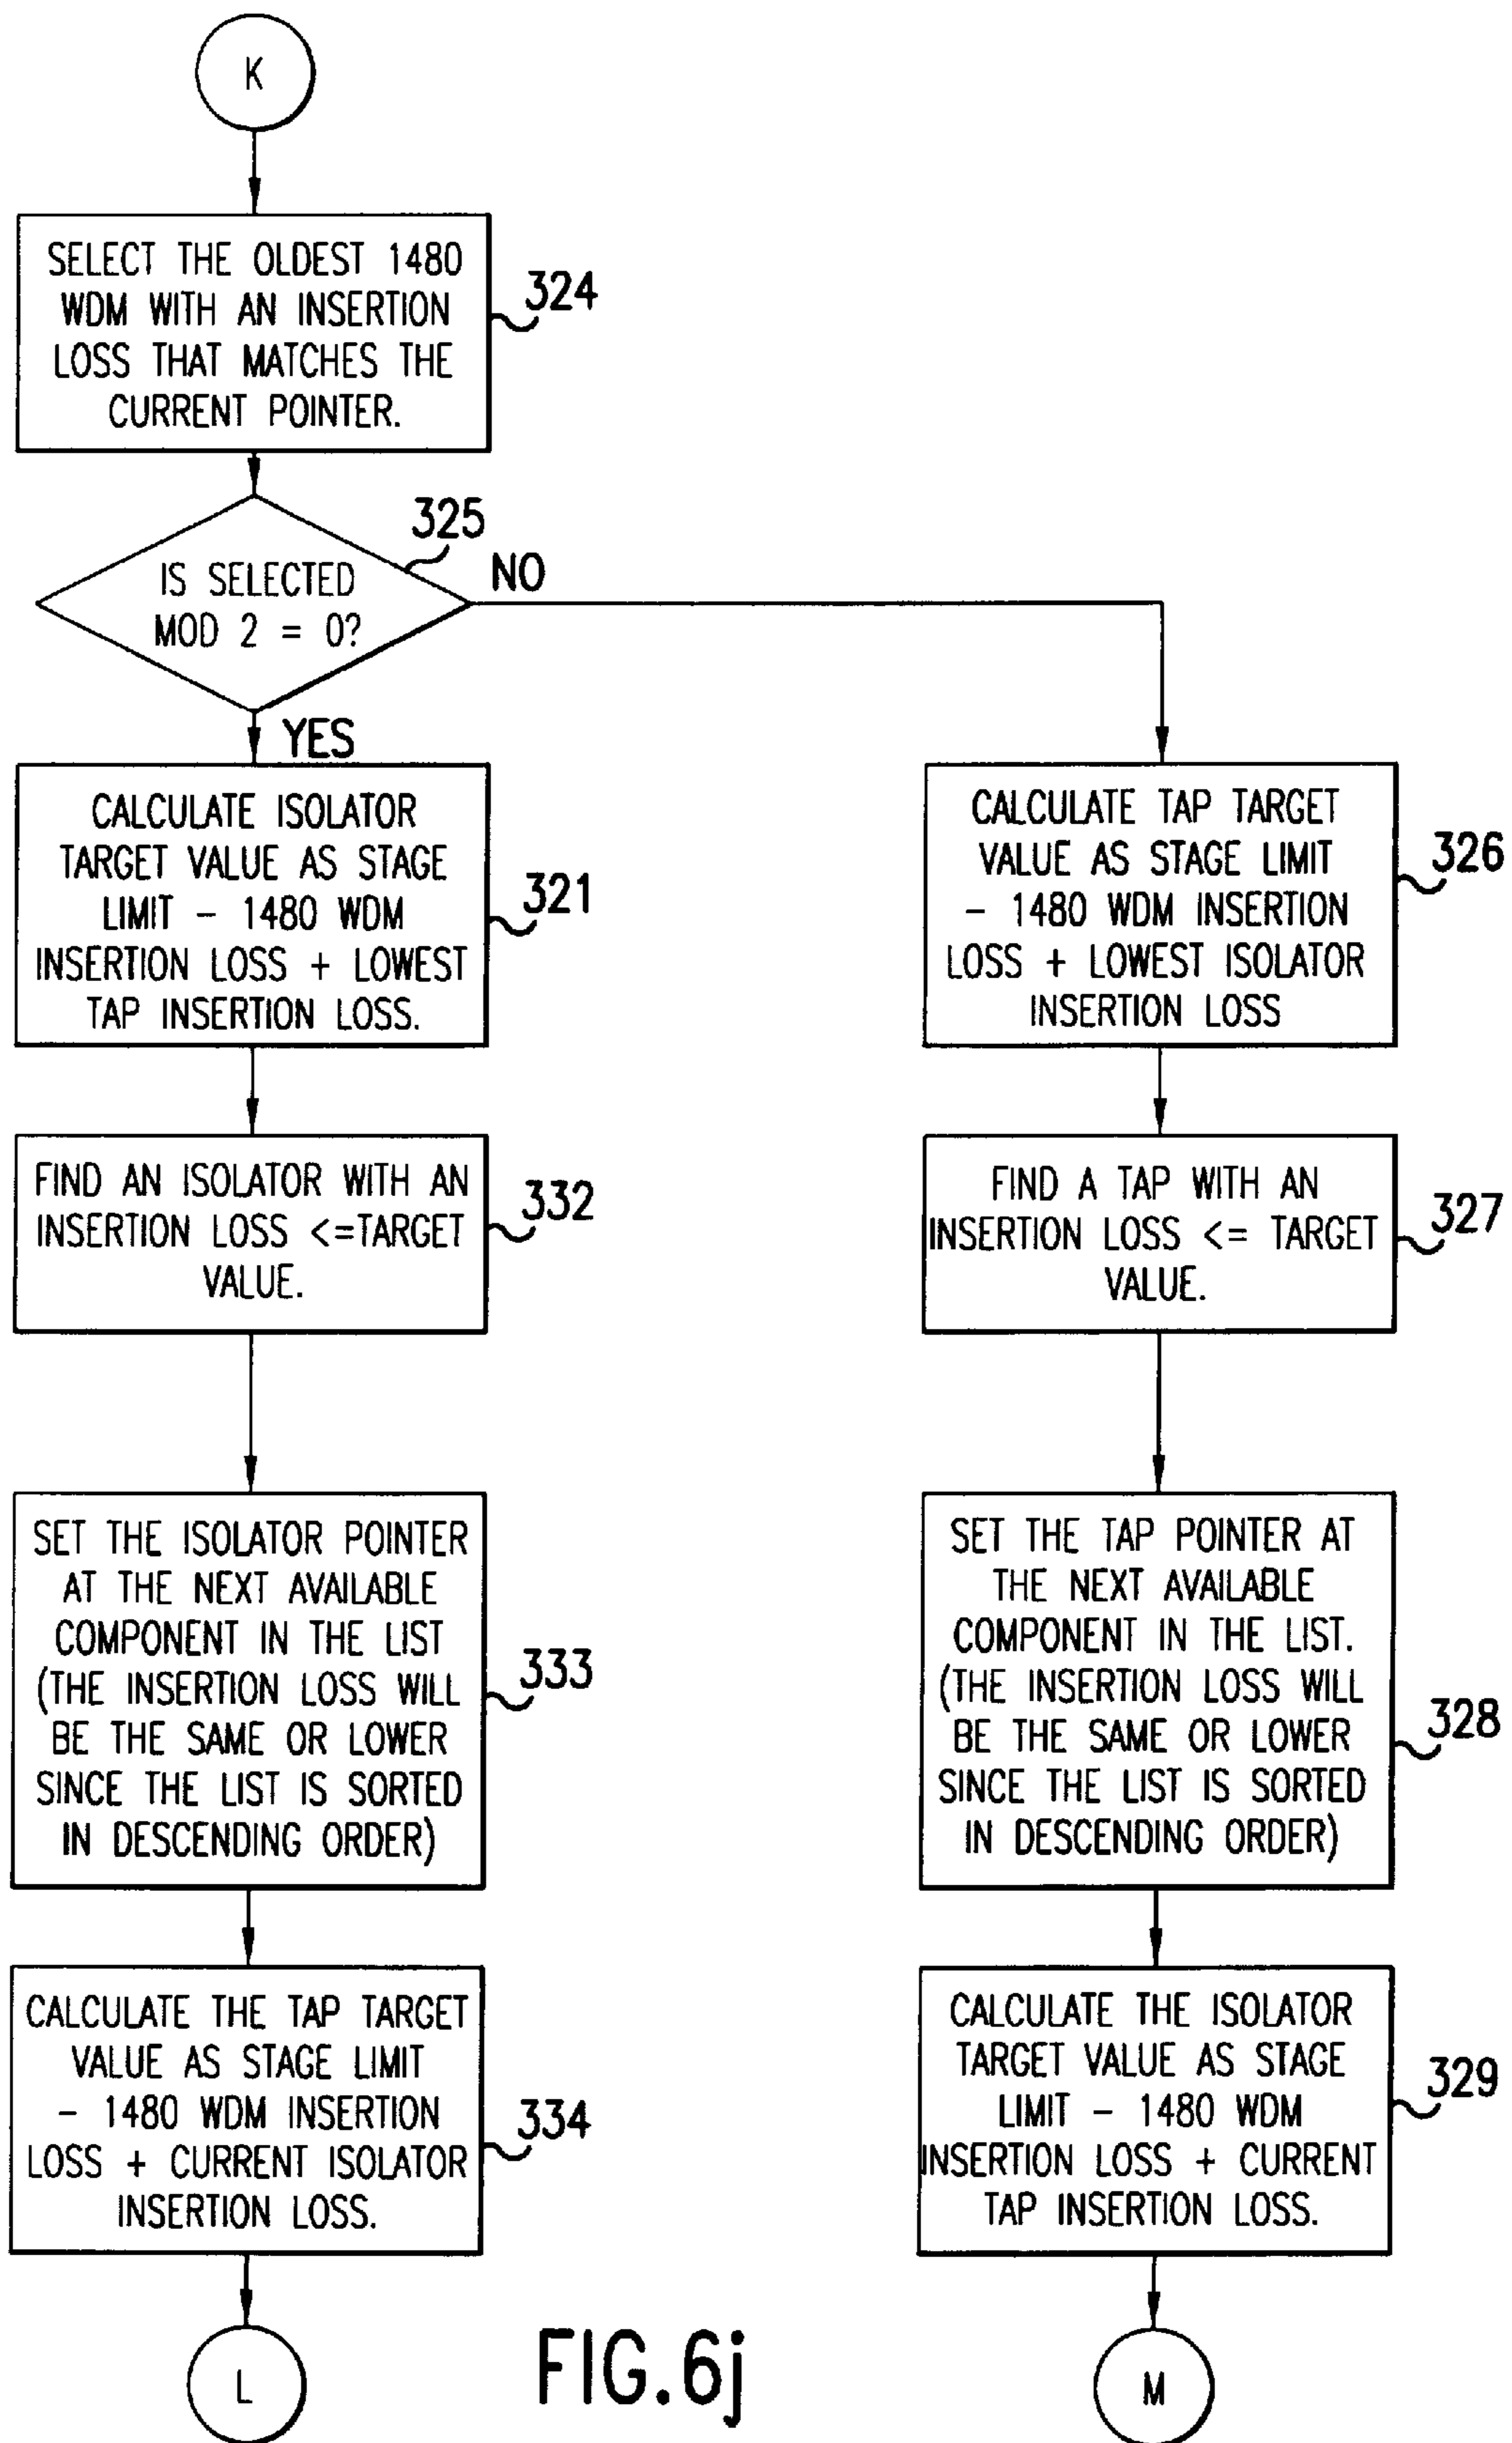 K
SELECT THE OLDEST 1480
WDM WITH AN INSERTION
LOSS THAT MATCHES THE
CURRENT POINTER.
324
325
IS SELECTED
MOD 2 = 0?
NO
YES
CALCULATE ISOLATOR
TARGET VALUE AS STAGE
LIMIT - 1480 WDM
INSERTION LOSS + LOWEST
TAP INSERTION LOSS.
321
FIND AN ISOLATOR WITH AN
INSERTION LOSS <=TARGET
VALUE.
332
SET THE ISOLATOR POINTER
AT THE NEXT AVAILABLE
COMPONENT IN THE LIST
(THE INSERTION LOSS WILL
BE THE SAME OR LOWER
SINCE THE LIST IS SORTED
IN DESCENDING ORDER)
333
CALCULATE THE TAP TARGET
VALUE AS STAGE LIMIT
- 1480 WDM INSERTION
LOSS + CURRENT ISOLATOR
INSERTION LOSS.
334
L
CALCULATE TAP TARGET
VALUE AS STAGE LIMIT
- 1480 WDM INSERTION
LOSS + LOWEST ISOLATOR
INSERTION LOSS
326
FIND A TAP WITH AN
INSERTION LOSS <= TARGET
VALUE.
327
SET THE TAP POINTER AT
THE NEXT AVAILABLE
COMPONENT IN THE LIST.
(THE INSERTION LOSS WILL
BE THE SAME OR LOWER
SINCE THE LIST IS SORTED
IN DESCENDING ORDER)
328
CALCULATE THE ISOLATOR
TARGET VALUE AS STAGE
LIMIT - 1480 WDM
INSERTION LOSS + CURRENT
TAP INSERTION LOSS.
329
M
FIG.6j